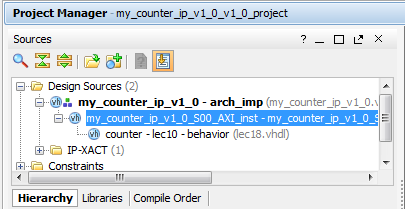 Project Manager - my_counter_ip_v1_0_v1_0_project
Sources
Design Sources (2)
my_counter_ip_v1_0 - arch_imp (my_counter_ip_v1_0.v
my_counter_ip_v1_0_S00_AXI_inst - my_counter_ip_v1_0_S
counter - lec10 - behavior (lec18.vhdl)
IP-XACT (1)
Constraints
Hierarchy Libraries Compile Order